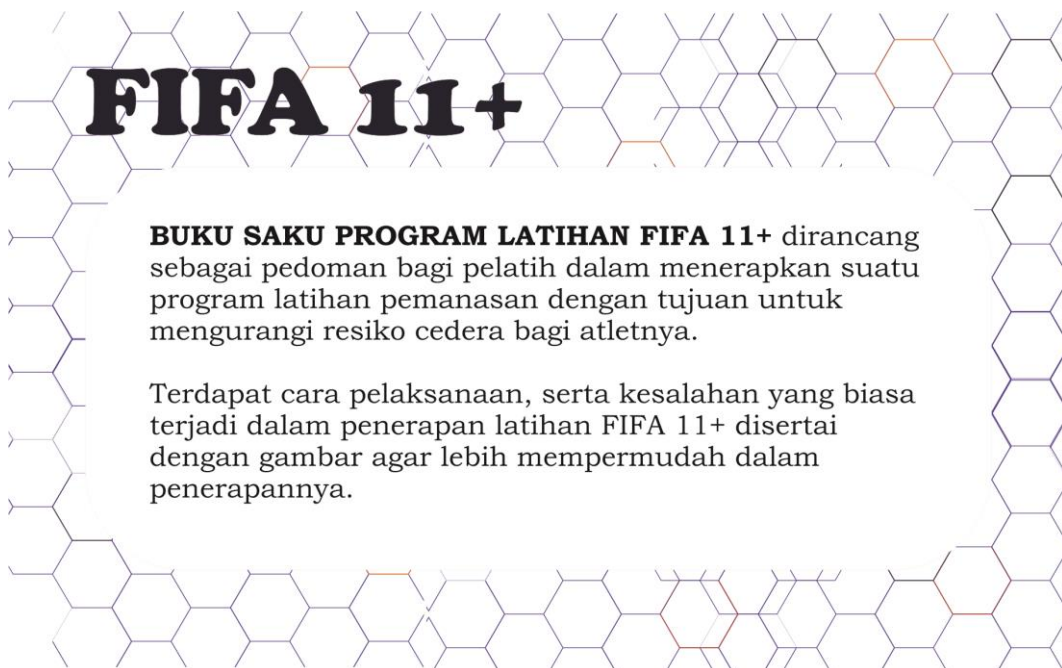 FIFA 11+
BUKU SAKU PROGRAM LATIHAN FIFA 11+ dirancang
sebagai pedoman bagi pelatih dalam menerapkan suatu
program latihan pemanasan dengan tujuan untuk
mengurangi resiko cedera bagi atletnya.
Terdapat cara pelaksanaan, serta kesalahan yang biasa
terjadi dalam penerapan latihan FIFA 11+ disertai
dengan gambar agar lebih mempermudah dalam
penerapannya.